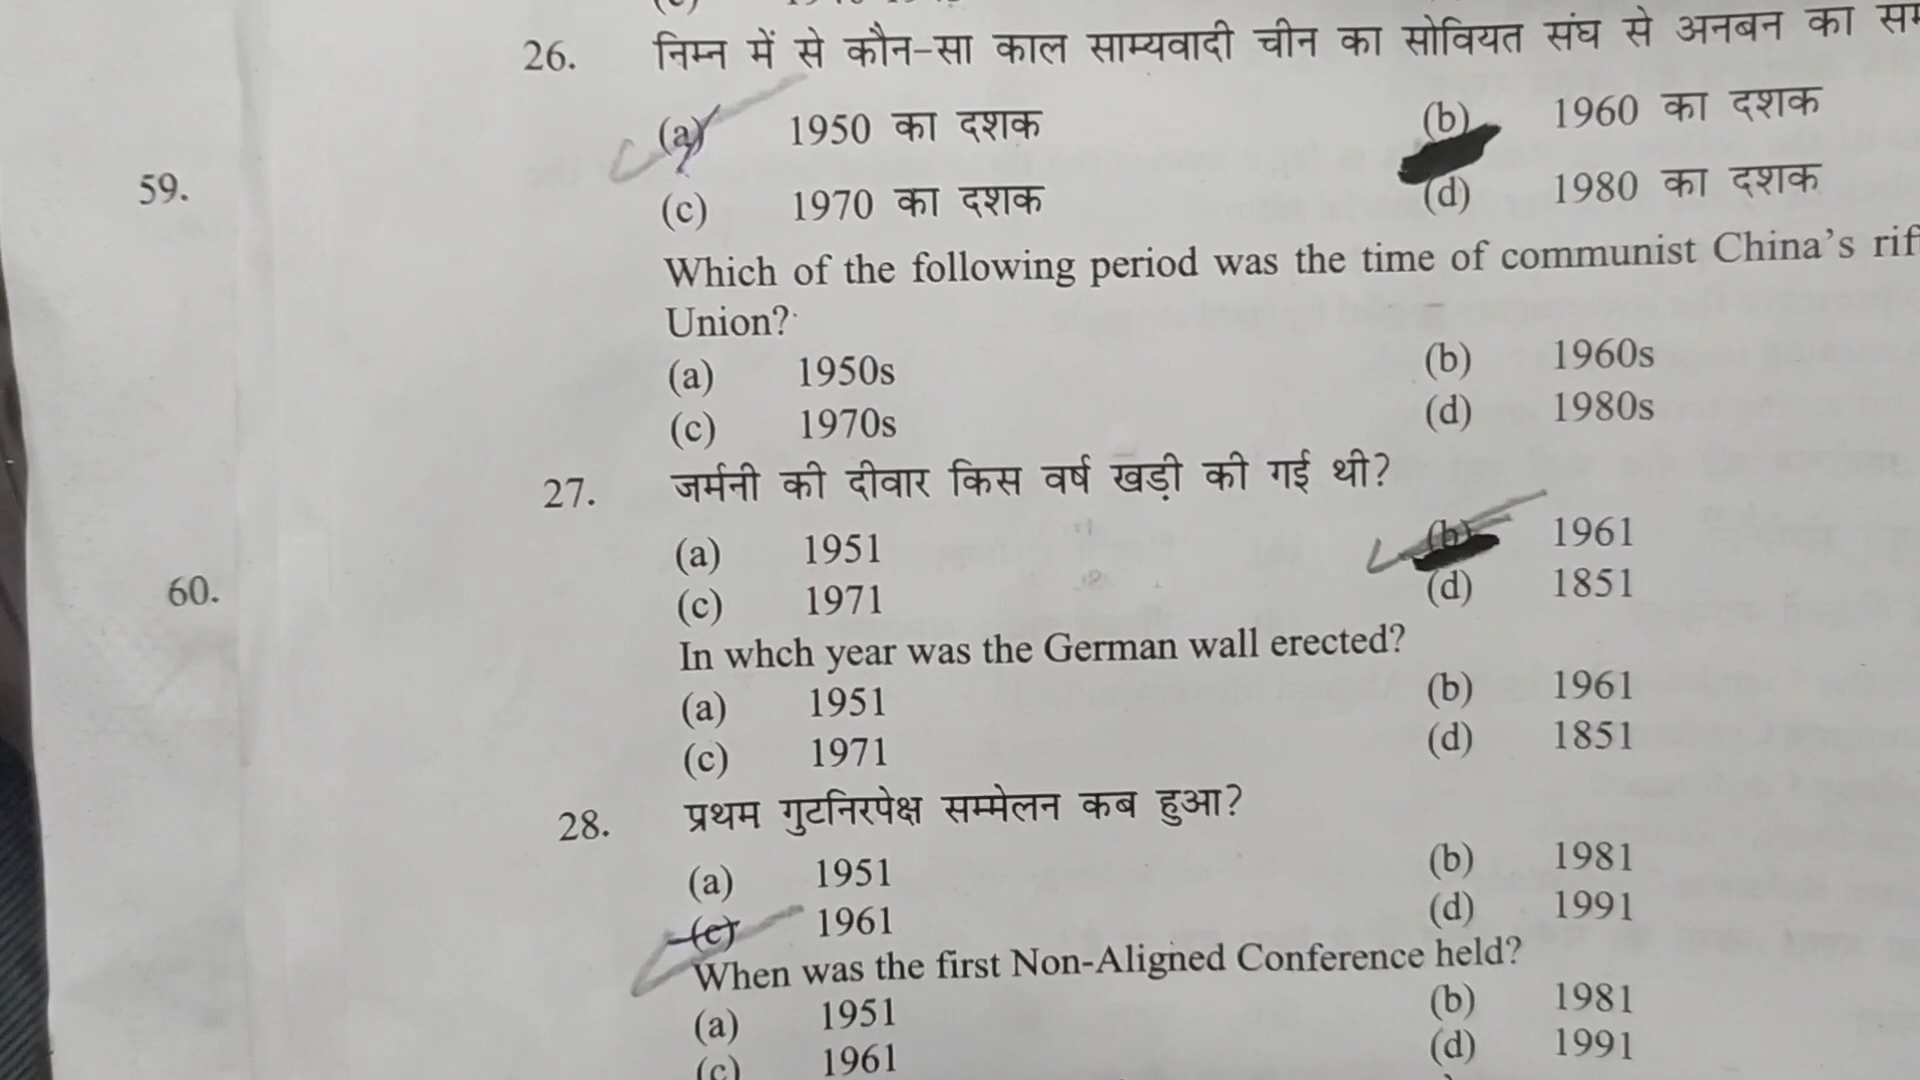 26. निम्न में से कौन-सा काल साम्यवादी चीन का सोवियत संघ से अनबन का
(a) 1950 का दशक (b) 1960 का दशक
59.
(c) 1970 का दशक (d) 1980 का दशक
Which of the following period was the time of communist China's
Union?
(a) 1950s (b) 1960s
(c) 1970s (d) 1980s
27. जर्मनी की दीवार किस वर्ष खड़ी की गई थी?
(a) 1951 (b) 1961
60.
(c) 1971 (d) 1851
In whch year was the German wall erected?
(a) 1951 (b) 1961
(c) 1971 (d) 1851
28. प्रथम गुटनिरपेक्ष सम्मेलन कब हुआ?
(a) 1951 (b) 1981
(c) 1961 (d) 1991
When was the first Non-Aligned Conference held?
(a) 1951 (b) 1981
(c) 1961 (d) 1991